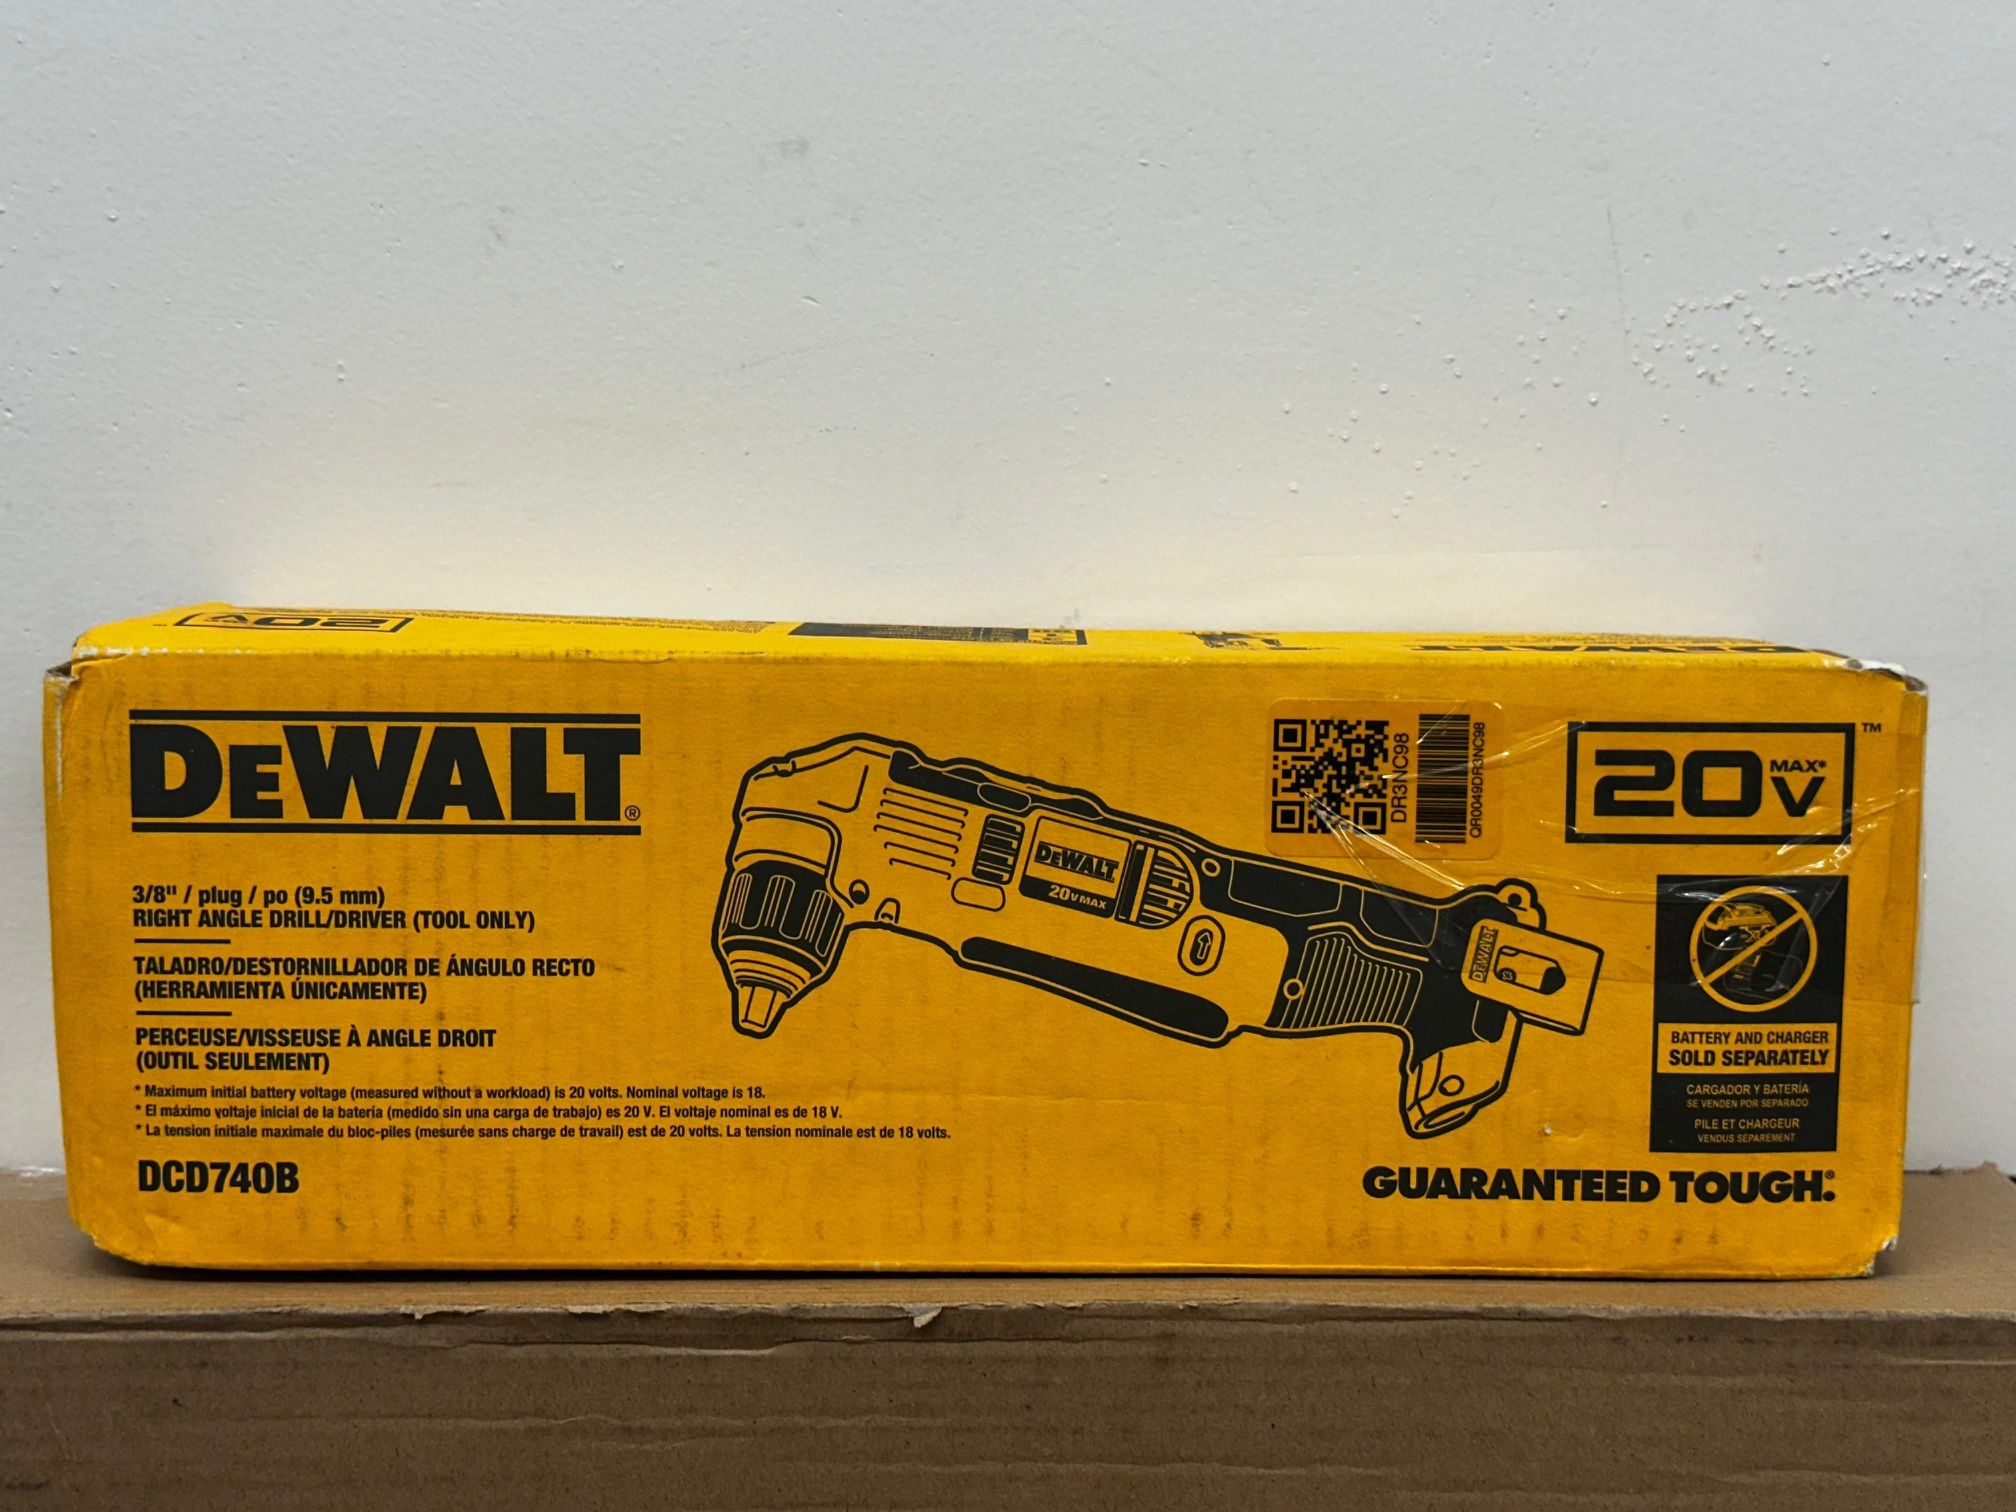 20V
DEWALT
DEWALT®
3/8" / plug / po (9.5 mm)
RIGHT ANGLE DRILL/DRIVER (TOOL ONLY)
TALADRO/DESTORNILLADOR DE ÁNGULO RECTO
(HERRAMIENTA ÚNICAMENTE)
PERCEUSE/VISSEUSE À ANGLE DROIT
(OUTIL SEULEMENT)
* Maximum initial battery voltage (measured without a workload) is 20 volts. Nominal voltage is 18.
* El máximo voltaje inicial de la batería (medido sin una carga de trabajo) es 20 V. El voltaje nominal es de 18 V.
* La tension initiale maximale du bloc-piles (mesurée sans charge de travail) est de 20 volts. La tension nominale est de 18 volts.
DCD740B
DEWALT
20V MAX
DEWALT
DR3NC98
QR0049DR3NC98
20V MAX* ™
BATTERY AND CHARGER
SOLD SEPARATELY
CARGADOR Y BATERÍA
SE VENDEN POR SEPARADO
PILE ET CHARGEUR
VENDUS SÉPARÉMENT
GUARANTEED TOUGH.®